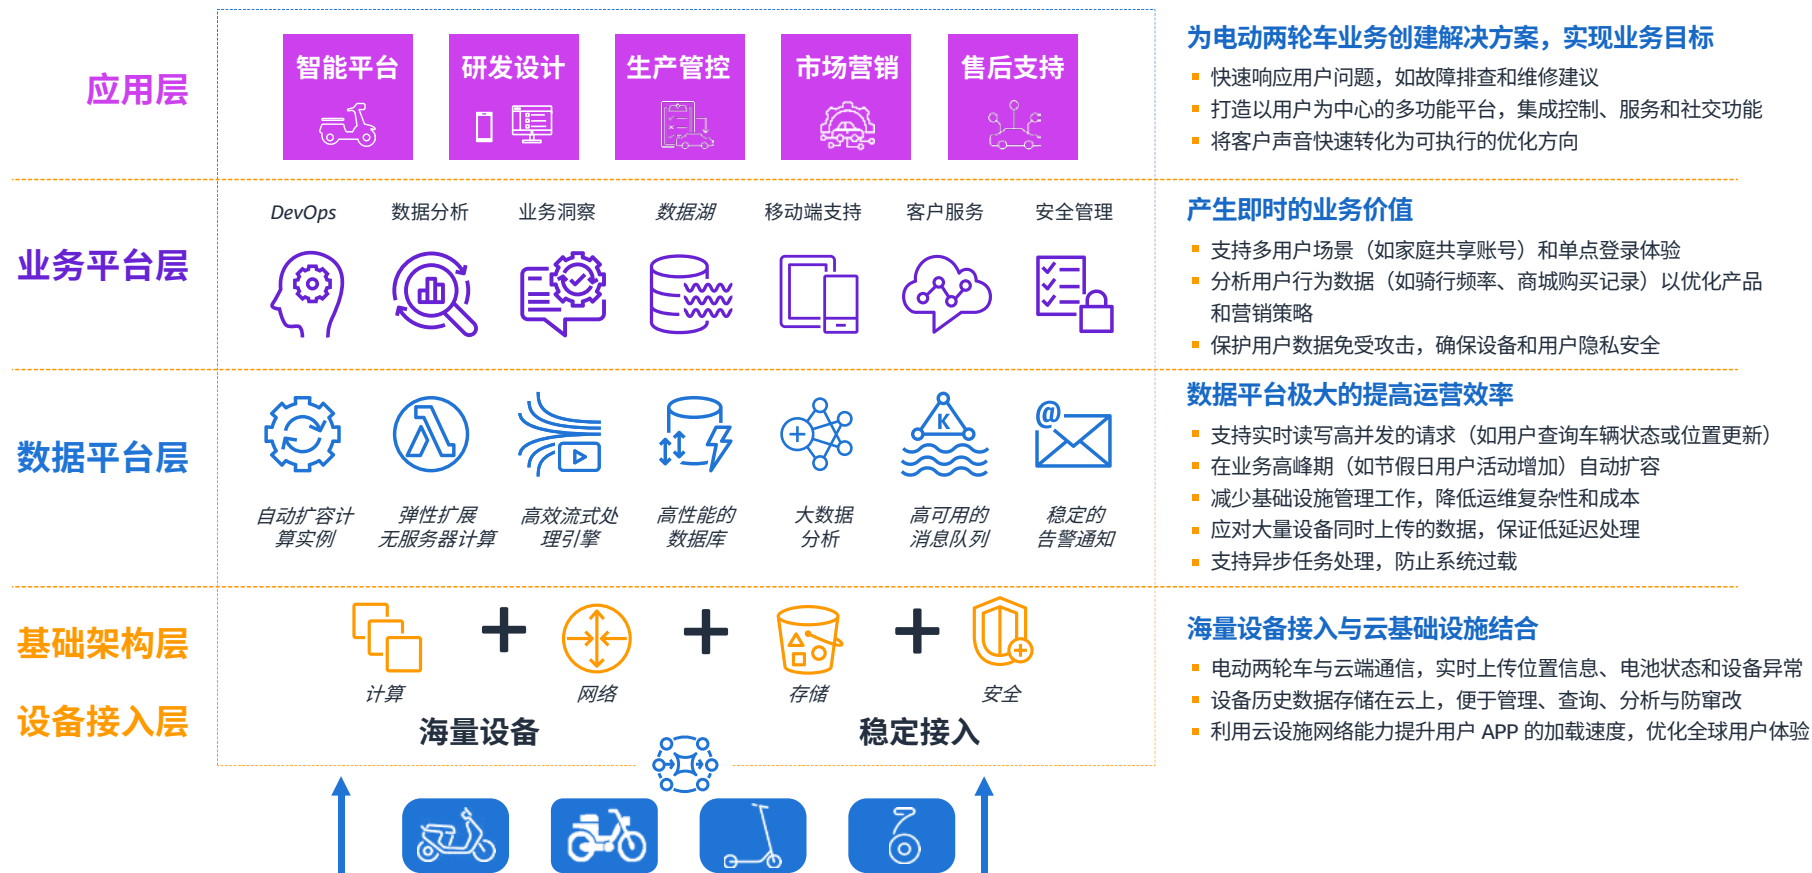 应用层
智能平台
研发设计
生产管控
市场营销
售后支持
为电动两轮车业务创建解决方案，实现业务目标
快速响应用户问题，如故障排查和维修建议
打造以用户为中心的多功能平台，集成控制、服务和社交功能
将客户声音快速转化为可执行的优化方向
业务平台层
DevOps
数据分析
业务洞察
数据湖
移动端支持
客户服务
安全管理
产生即时的业务价值
支持多用户场景（如家庭共享账号）和单点登录体验
分析用户行为数据（如骑行频率、商城购买记录）以优化产品
和营销策略
保护用户数据免受攻击，确保设备和用户隐私安全
数据平台层
K
@
自动扩容计
算实例
弹性扩展
无服务器计算
高效流式处
理引擎
高性能的
数据库
大数据
分析
高可用的
消息队列
稳定的
告警通知
数据平台极大的提高运营效率
支持实时读写高并发的请求（如用户查询车辆状态或位置更新）
在业务高峰期（如节假日用户活动增加）自动扩容
减少基础设施管理工作，降低运维复杂性和成本
应对大量设备同时上传的数据，保证低延迟处理
支持异步任务处理，防止系统过载
基础架构层
设备接入层
计算
网络
存储
安全
海量设备
稳定接入
海量设备接入与云基础设施结合
电动两轮车与云端通信，实时上传位置信息、电池状态和设备异常
设备历史数据存储在云上，便于管理、查询、分析与防窜改
利用云设施网络能力提升用户 APP 的加载速度，优化全球用户体验